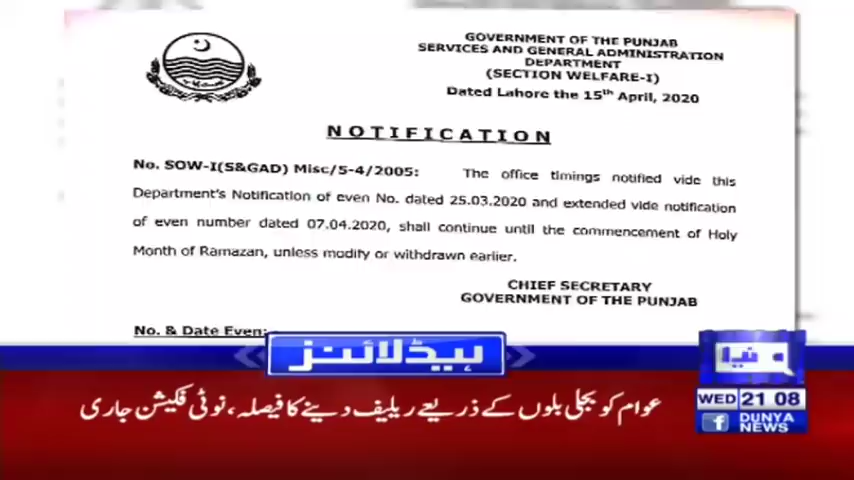 GOVERNMENT OF THE PUNJAB
SERVICES AND GENERAL ADMINISTRATION
DEPARTMENT
(SECTION WELFARE-I)
Dated Lahore the 15th April, 2020
NOTIFICATION
No. SOW-I(S&GAD) Misc/5-4/2005: The office timings notified vide this
Department's Notification of even No. dated 25.03.2020 and extended vide notification
of even number dated 07.04.2020, shall continue until the commencement of Holy
Month of Ramazan, unless modify or withdrawn earlier.
CHIEF SECRETARY
GOVERNMENT OF THE PUNJAB
No. & Date Even:
ہیڈلائنز
دنیا
WED 21 08
DUNYA
NEWS
عوام کو بجلی بلوں کے ذریعے ریلیف دینے کا فیصلہ، نوٹی فکیشن جاری